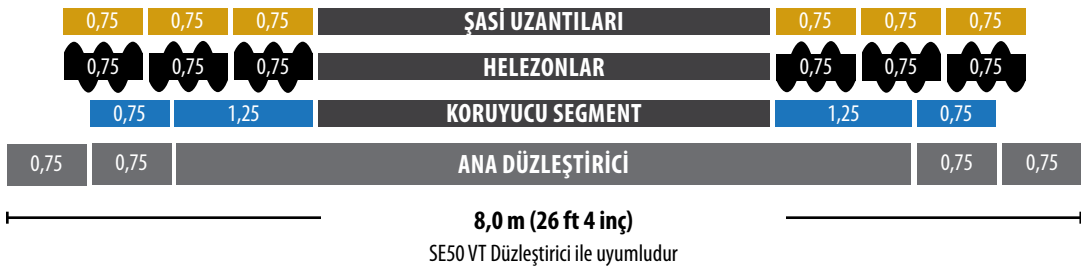 0,75 0,75 0,75 ŞASİ UZANTILARI 0,75 0,75 0,75
0,75 0,75 0,75 HELEZONLAR 0,75 0,75 0,75
0,75 1,25 KORUYUCU SEGMENT 1,25 0,75
0,75 0,75 ANA DÜZLEŞTİRİCİ 0,75 0,75
8,0 m (26 ft 4 inç)
SE50 VT Düzleştirici ile uyumludur